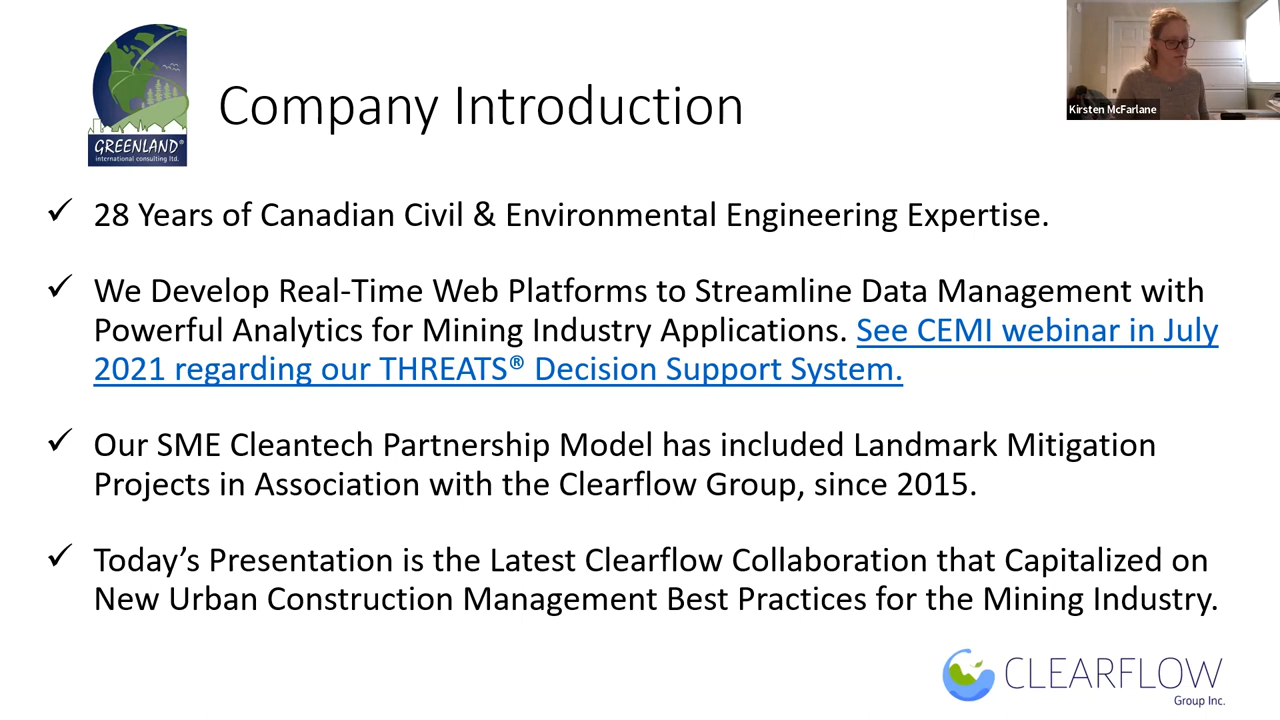 GREENLAND®
international consulting ltd.
Company Introduction
Kirsten McFarlane
✓ 28 Years of Canadian Civil & Environmental Engineering Expertise.
✓ We Develop Real-Time Web Platforms to Streamline Data Management with
Powerful Analytics for Mining Industry Applications. See CEMI webinar in July
2021 regarding our THREATS® Decision Support System.
✓ Our SME Cleantech Partnership Model has included Landmark Mitigation
Projects in Association with the Clearflow Group, since 2015.
✓ Today’s Presentation is the Latest Clearflow Collaboration that Capitalized on
New Urban Construction Management Best Practices for the Mining Industry.
CLEARFLOW
Group Inc.